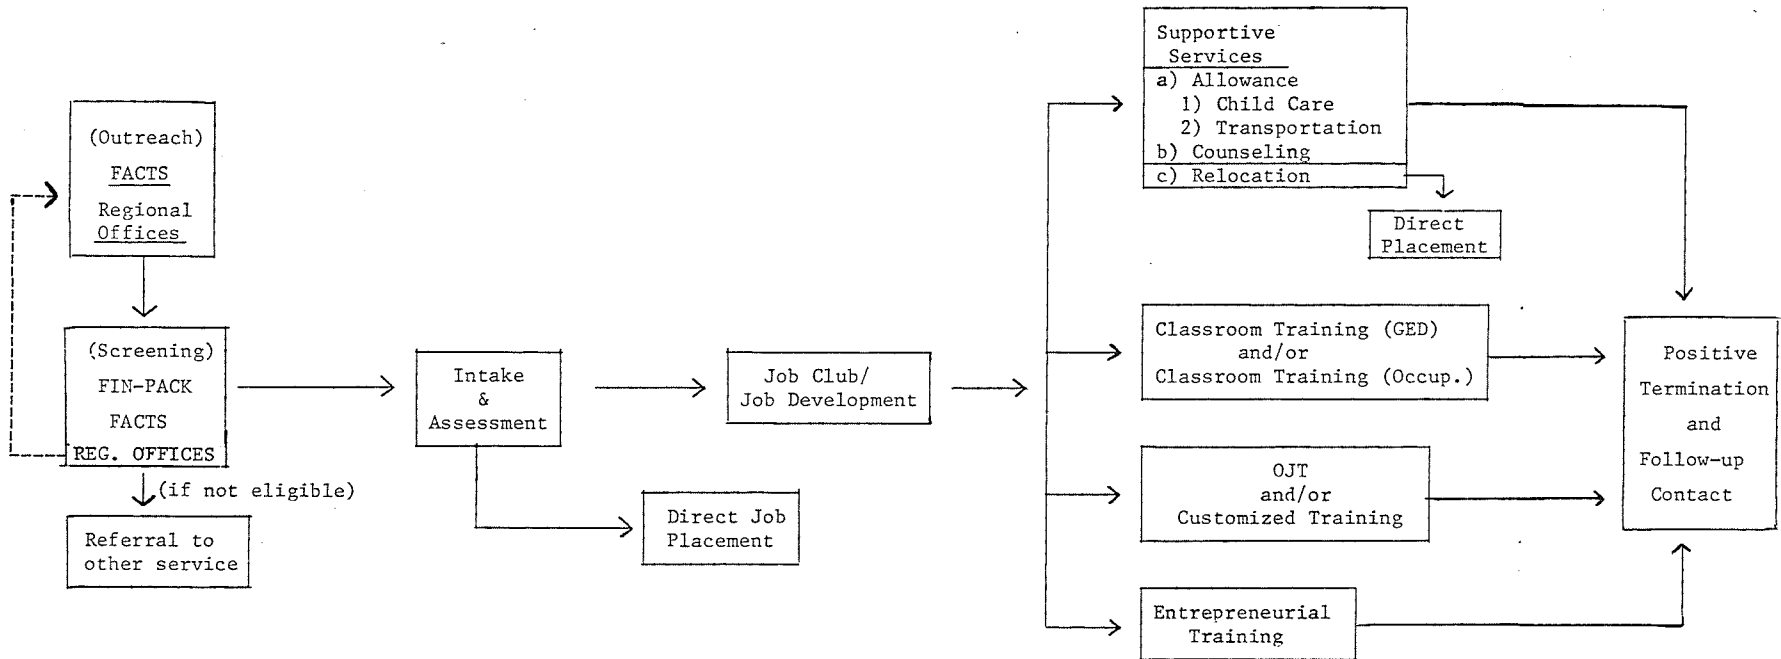 (Outreach)
FACTS
Regional
Offices
(Screening)
FIN-PACK
FACTS
REG. OFFICES
(if not eligible)
Referral to
other service
Intake
&
Assessment
Direct Job
Placement
Job Club/
Job Development
Supportive
Services
a) Allowance
1) Child Care
2) Transportation
b) Counseling
c) Relocation
Direct
Placement
Classroom Training (GED)
and/or
Classroom Training (Occup.)
OJT
and/or
Customized Training
Entrepreneurial
Training
Positive
Termination
and
Follow-up
Contact